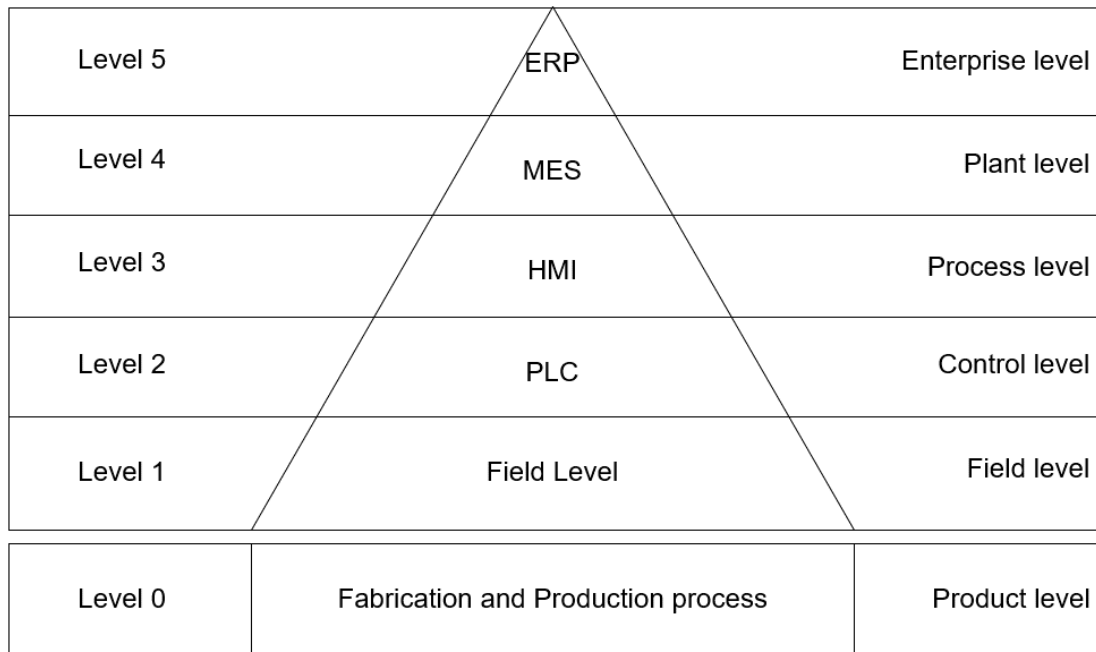 Level 5
ERP
Enterprise level
Level 4
MES
Plant level
Level 3
HMI
Process level
Level 2
PLC
Control level
Level 1
Field Level
Field level
Level 0
Fabrication and Production process
Product level